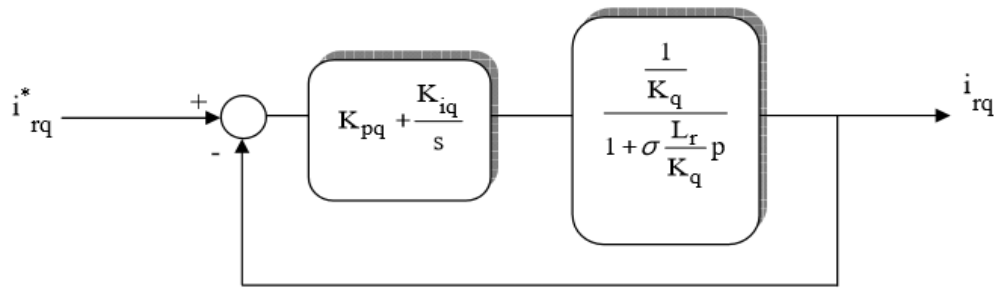 i*rq
+
-
Kpq + Kiq/s
1/Kq
1 + σ Lr/Kq p
irq